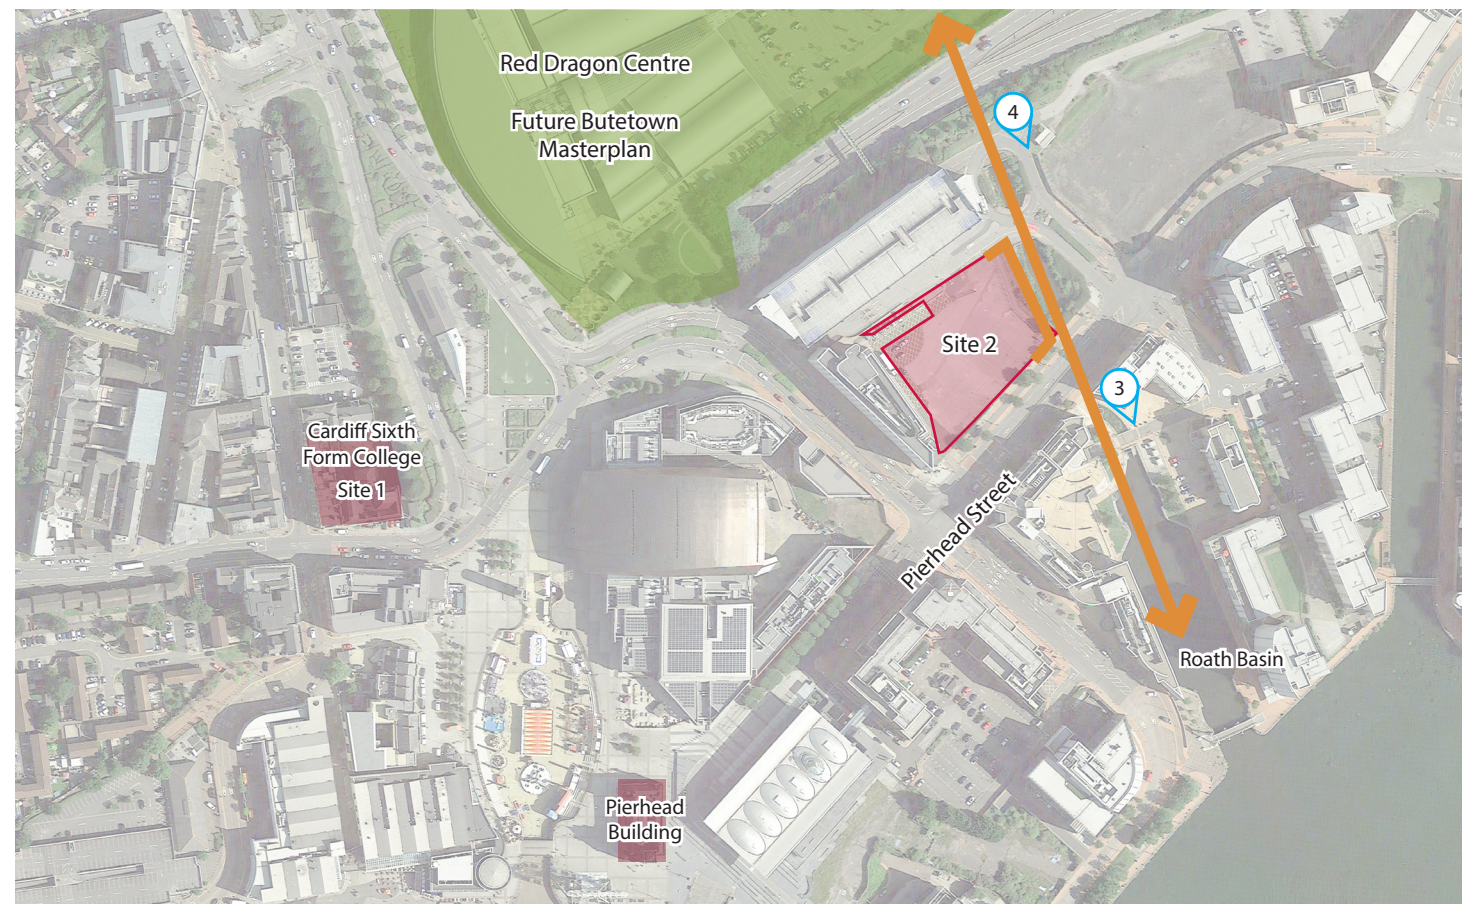 Red Dragon Centre
Future Butetown
Masterplan
4
Site 2
3
Cardiff Sixth
Form College
Site 1
Pierhead Street
Roath Basin
Pierhead
Building